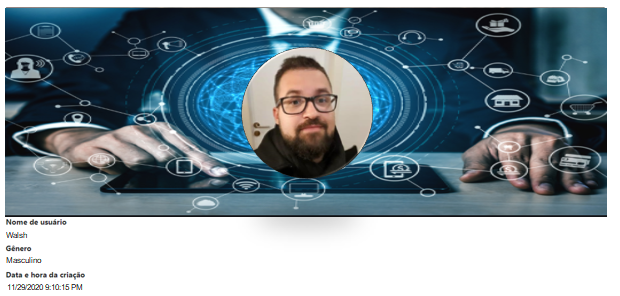 Nome de usuário
Walsh
Gênero
Masculino
Data e hora da criação
11/29/2020 9:10:15 PM